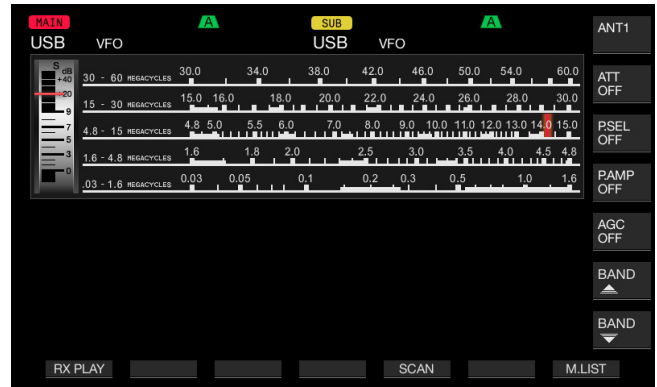 MAIN A SUB A
USB VFO USB VFO
ANT1
S dB
+40
+20
9
7
5
3
0
30 - 60 MEGACYCLES 30.0 34.0 38.0 42.0 46.0 50.0 54.0 60.0
15 - 30 MEGACYCLES 15.0 16.0 18.0 20.0 22.0 24.0 26.0 28.0 30.0
4.8 - 15 MEGACYCLES 4.8 5.0 5.5 6.0 7.0 8.0 9.0 10.0 11.0 12.0 13.0 14.0 15.0
1.6 - 4.8 MEGACYCLES 1.6 1.8 2.0 2.5 3.0 3.5 4.0 4.5 4.8
.03 - 1.6 MEGACYCLES 0.03 0.05 0.1 0.2 0.3 0.5 1.0 1.6
ATT
OFF
P.SEL
OFF
P.AMP
OFF
AGC
OFF
BAND
BAND
RX PLAY SCAN M.LIST